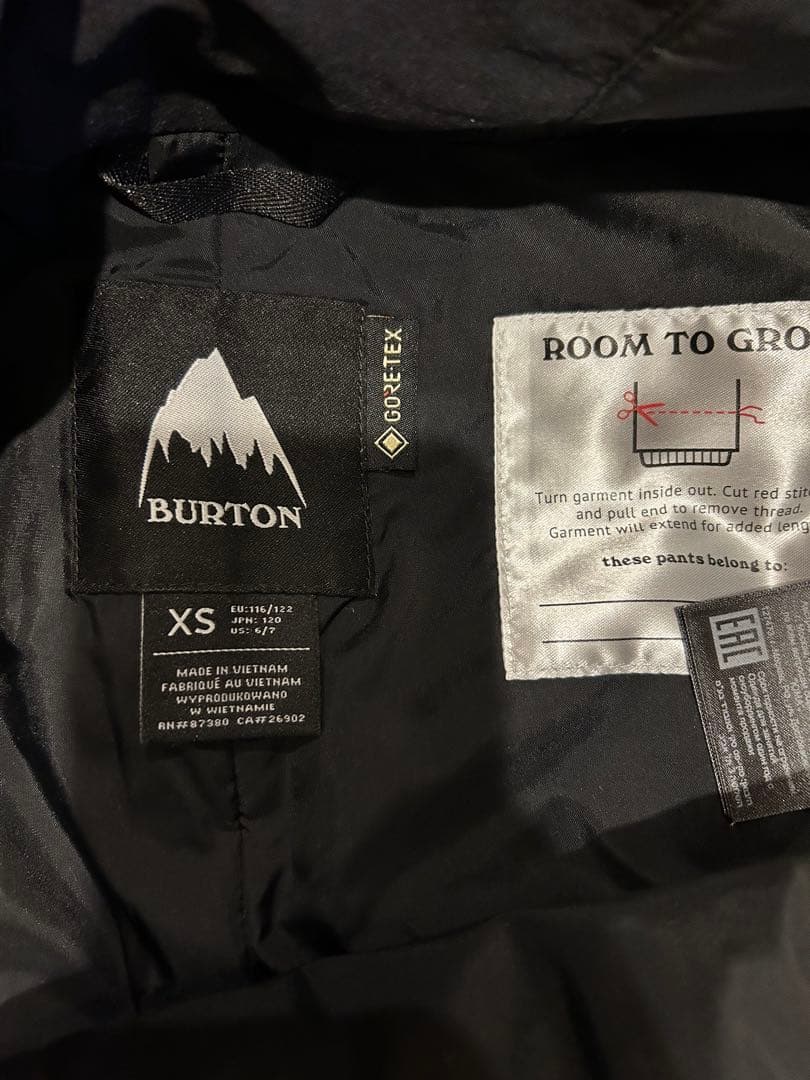 BURTON
GORE-TEX
XS
EU:116/122
JPN: 120
US: 6/7
MADE IN VIETNAM
FABRIQUÉ AU VIETNAM
WYPRODUKOWANO
W WIETNAMIE
RN#87380 CA#26902
ROOM TO GRO
Turn garment inside out. Cut red stit
and pull end to remove thread.
Garment will extend for added leng
these pants belong to:
EAC